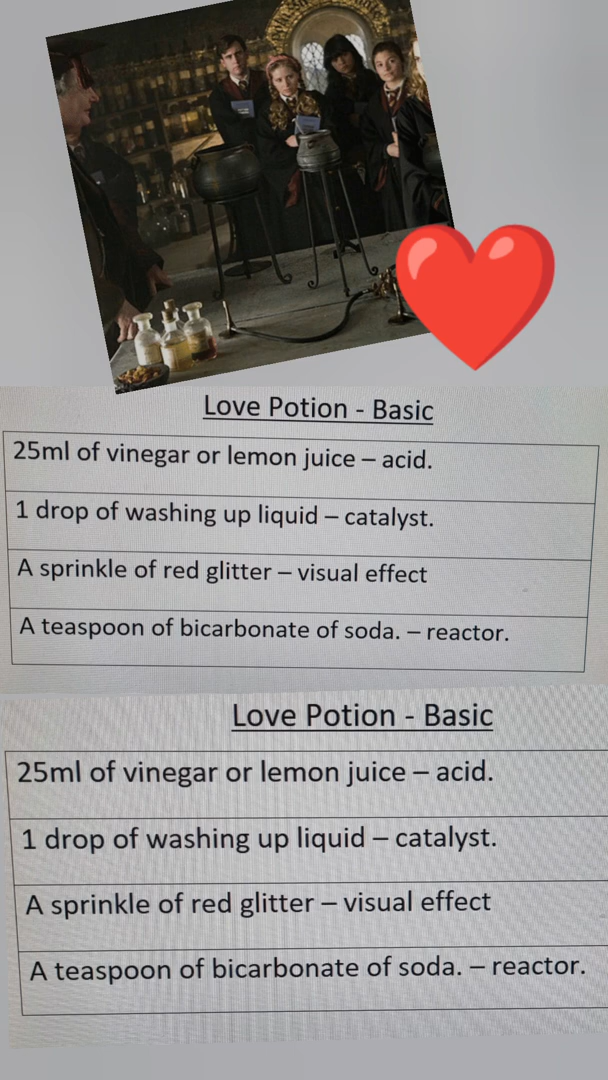 Love Potion - Basic
25ml of vinegar or lemon juice – acid.
1 drop of washing up liquid – catalyst.
A sprinkle of red glitter – visual effect
A teaspoon of bicarbonate of soda. – reactor.
Love Potion - Basic
25ml of vinegar or lemon juice – acid.
1 drop of washing up liquid – catalyst.
A sprinkle of red glitter – visual effect
A teaspoon of bicarbonate of soda. – reactor.